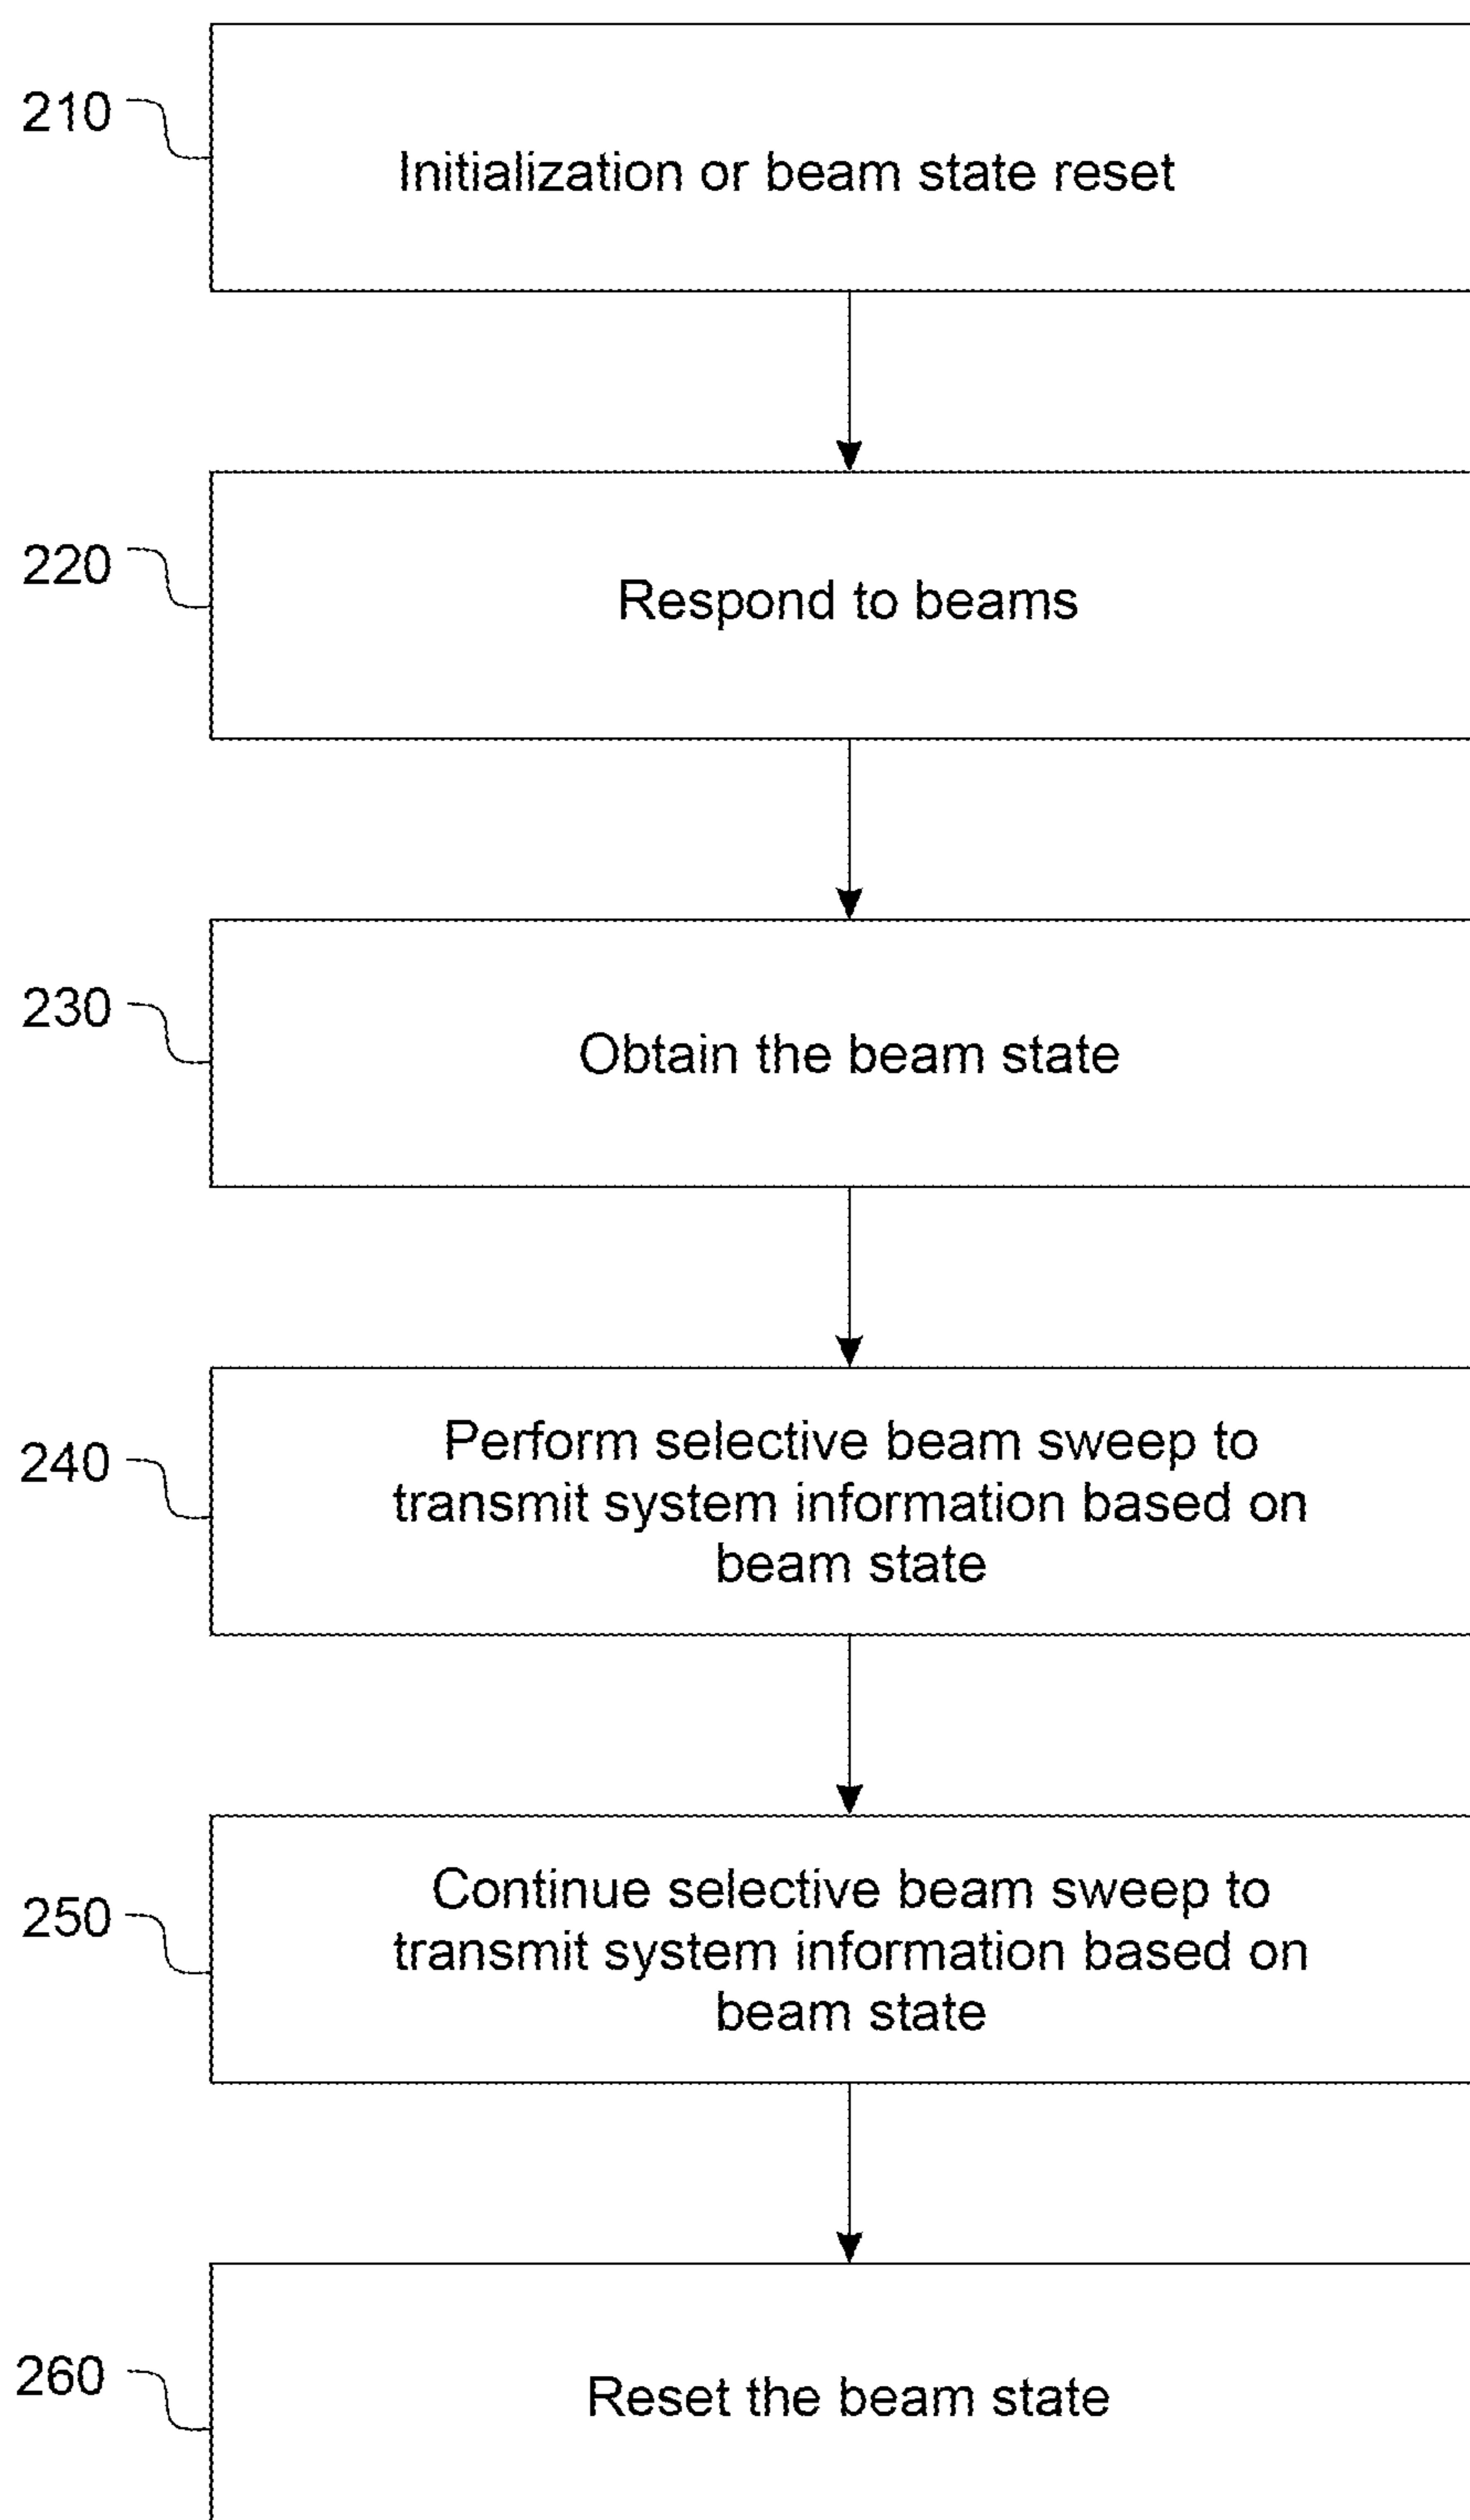 210
Initialization or beam state reset
220
Respond to beams
230
Obtain the beam state
240
Perform selective beam sweep to
transmit system information based on
beam state
250
Continue selective beam sweep to
transmit system information based on
beam state
260
Reset the beam state